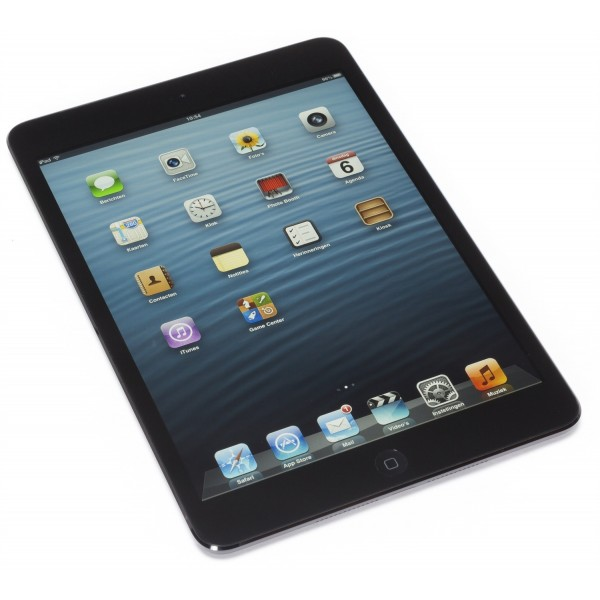 iPad
10:34
96%
Berichten
FaceTime
Foto's
Camera
Kaarten
Klok
Photo Booth
6
Agenda
Contacten
Notities
Herinneringen
Kiosk
iTunes
Game Center
Safari
App Store
1
Mail
Video's
Instellingen
Muziek